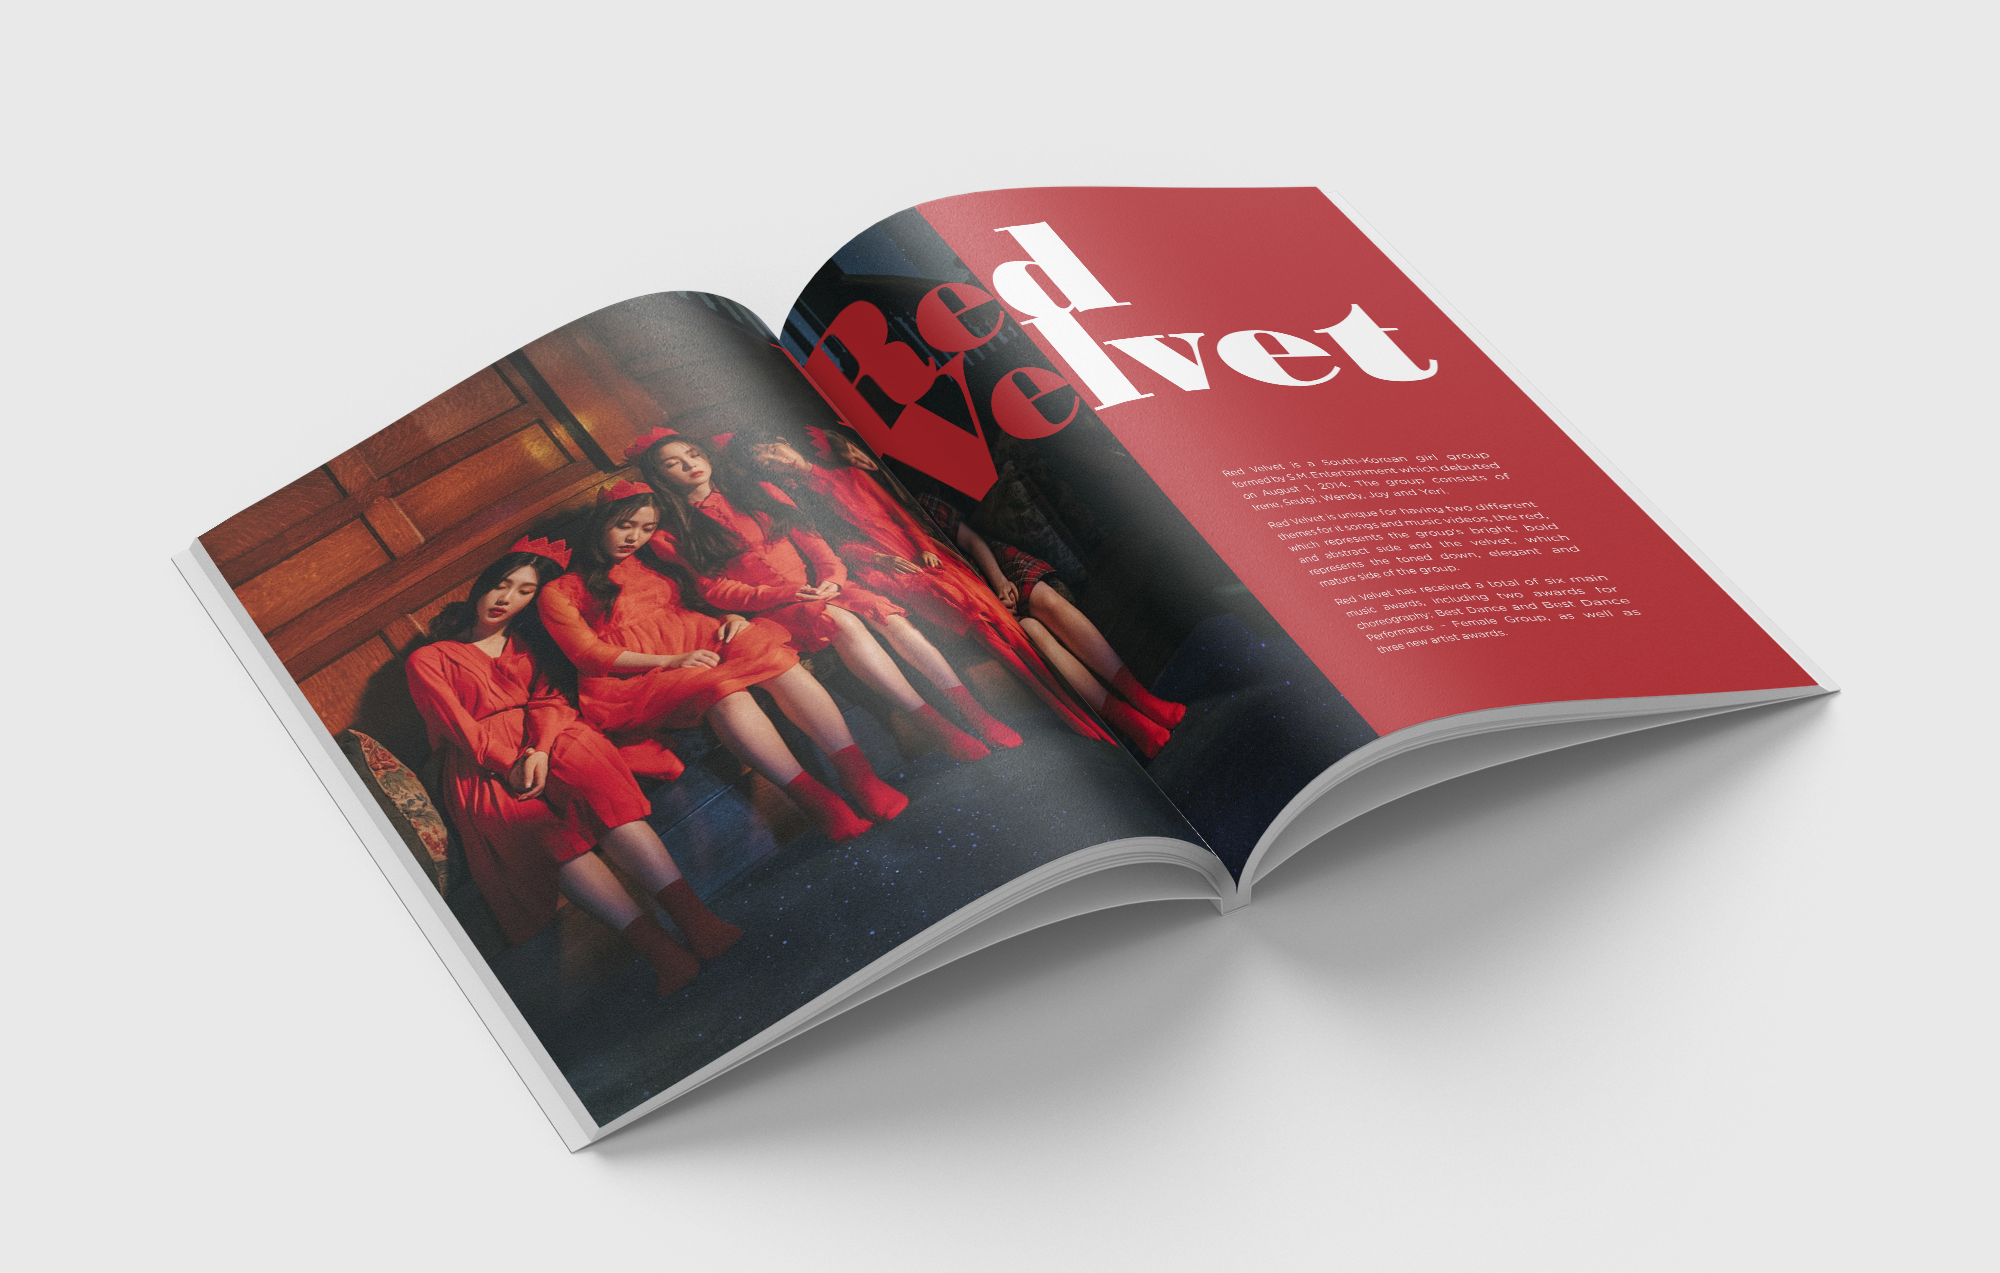 Red
Velvet
Red Velvet is a South-Korean girl group
formed by S.M. Entertainment which debuted
on August 1, 2014. The group consists of
Irene, Seulgi, Wendy, Joy and Yeri.
Red Velvet is unique for having two different
themes for it songs and music videos, the red,
which represents the group's bright, bold
and abstract side and the velvet, which
represents the toned down, elegant and
mature side of the group.
Red Velvet has received a total of six main
music awards, including two awards for
choreography: Best Dance and Best Dance
Performance - Female Group, as well as
three new artist awards.